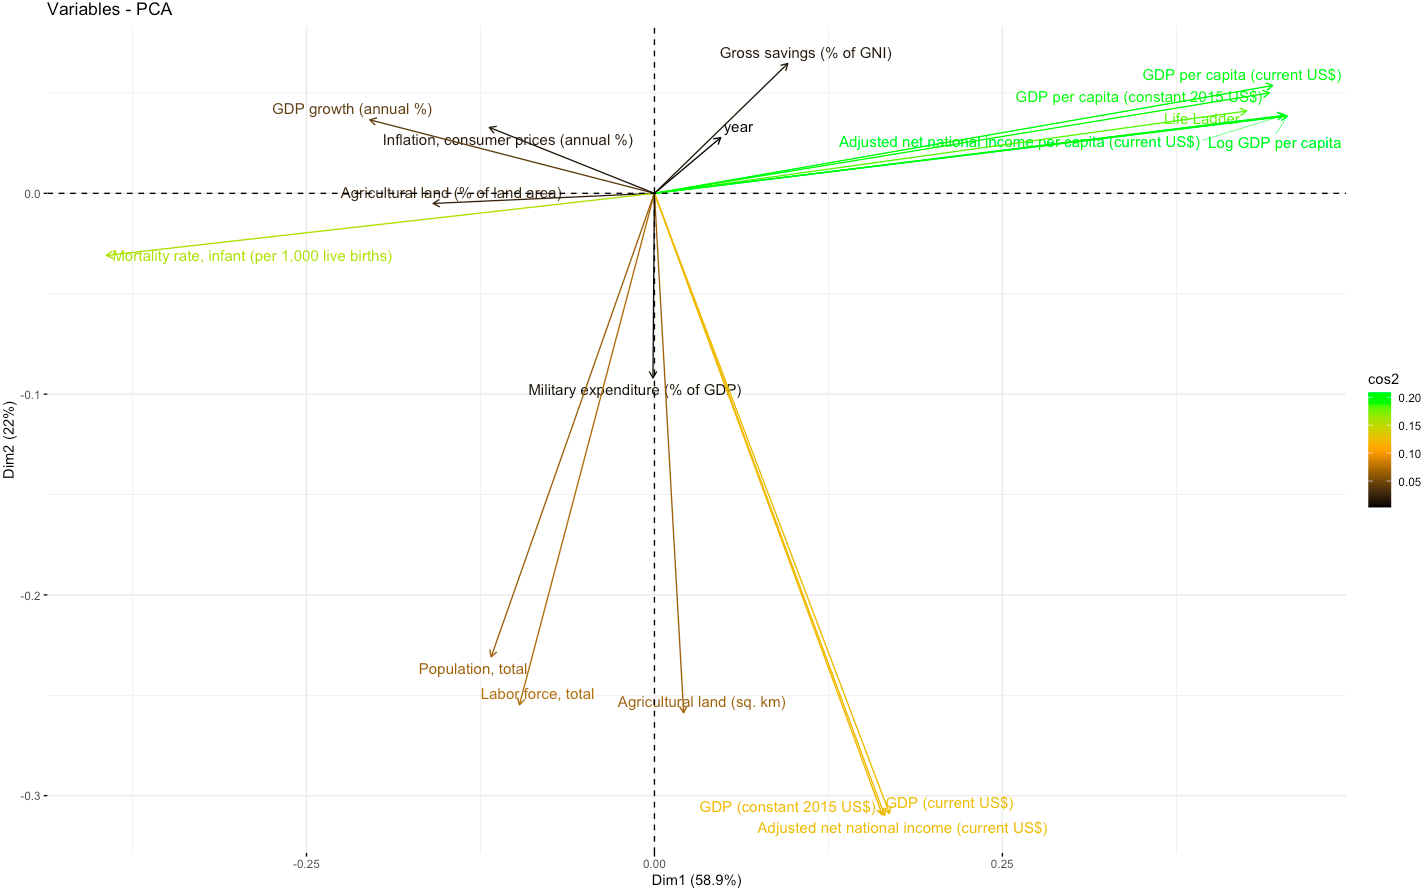 Variables - PCA
Gross savings (% of GNI)
GDP per capita (current US$)
GDP per capita (constant 2015 US$)
GDP growth (annual %)
Life Ladder
year
Inflation, consumer prices (annual %)
Adjusted net national income per capita (current US$)
Log GDP per capita
Agricultural land (% of land area)
Mortality rate, infant (per 1,000 live births)
Military expenditure (% of GDP)
Population, total
Labor force, total
Agricultural land (sq. km)
GDP (current US$)
GDP (constant 2015 US$)
Adjusted net national income (current US$)
0.0
-0.1
-0.2
-0.3
Dim2 (22%)
-0.25
0.00
0.25
Dim1 (58.9%)
cos2
0.20
0.15
0.10
0.05